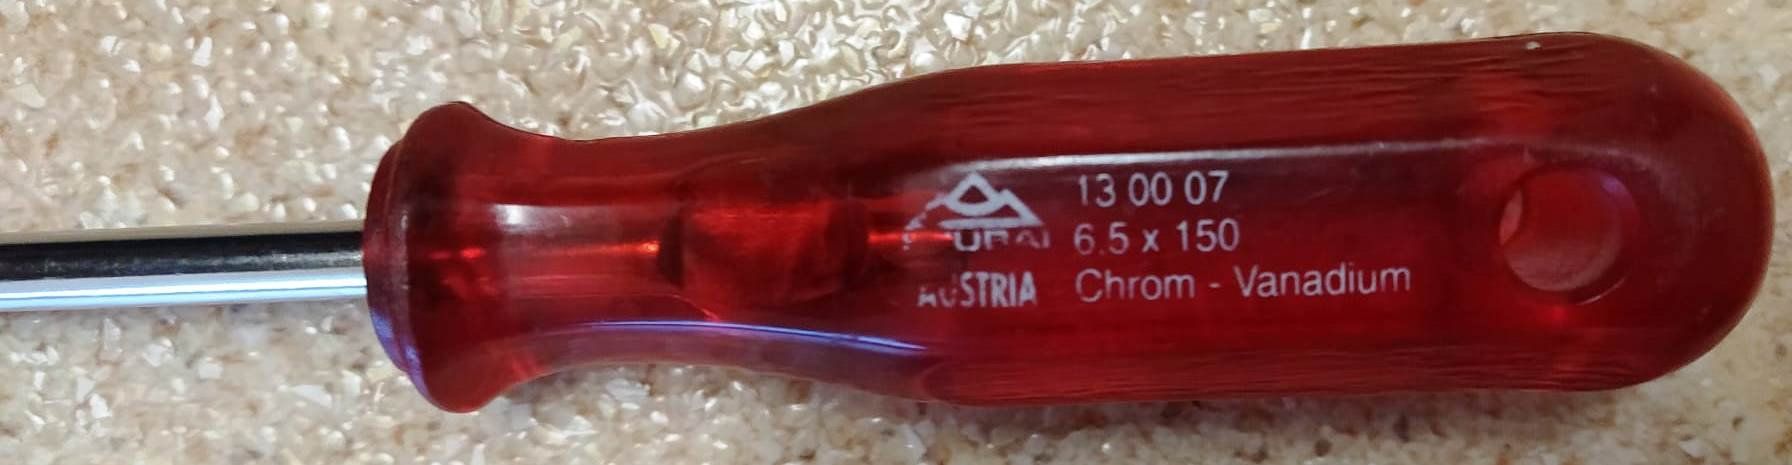 13 00 07
6.5 x 150
AUSTRIA Chrom - Vanadium